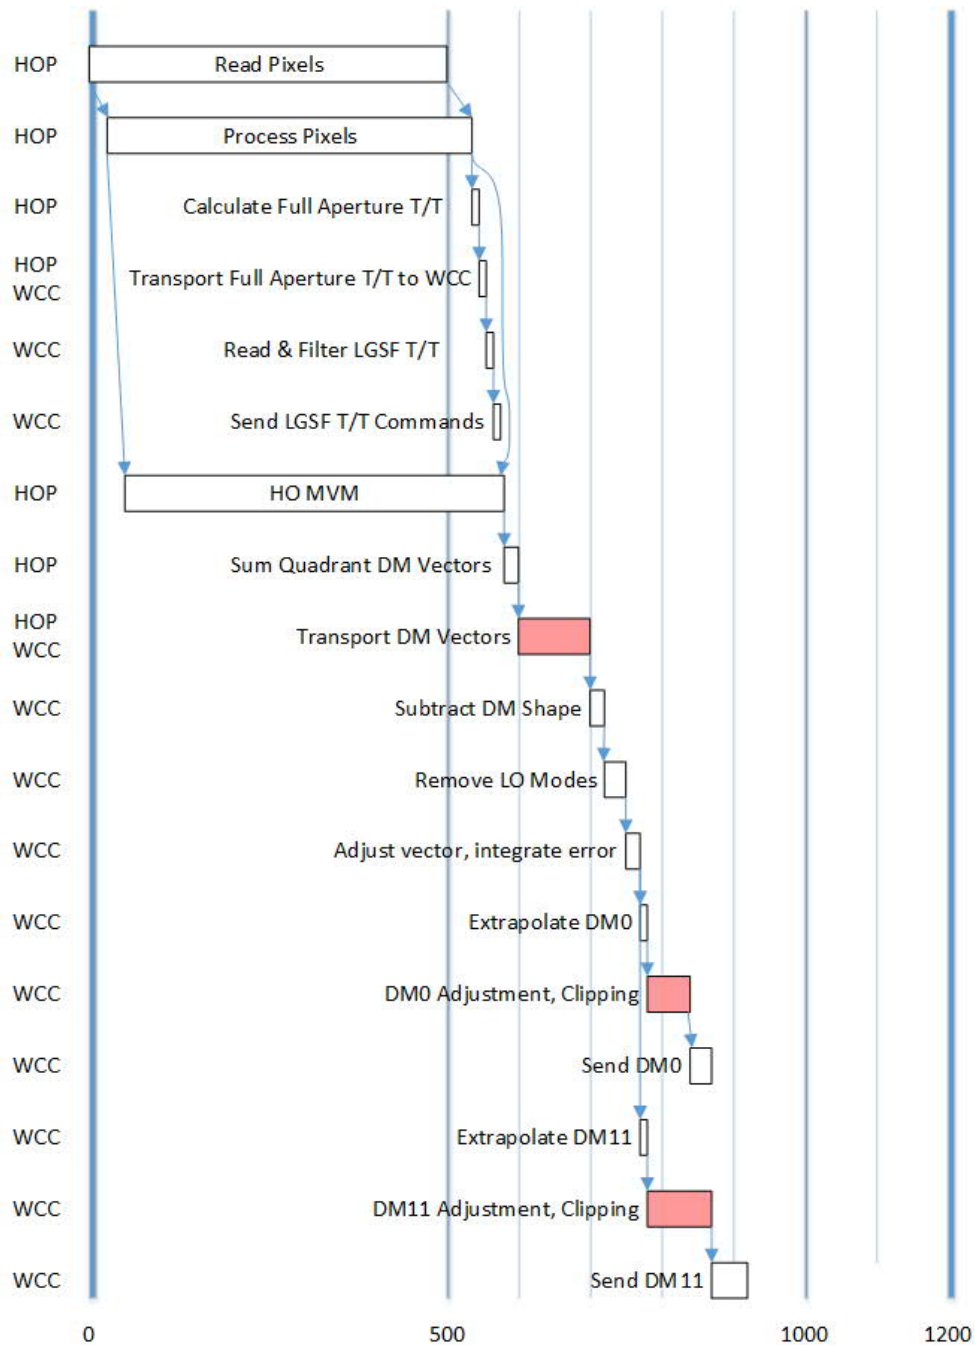 HOP Read Pixels
HOP Process Pixels
HOP Calculate Full Aperture T/T
HOP
WCC Transport Full Aperture T/T to WCC
WCC Read & Filter LGSF T/T
WCC Send LGSF T/T Commands
HOP HO MVM
HOP Sum Quadrant DM Vectors
HOP
WCC Transport DM Vectors
WCC Subtract DM Shape
WCC Remove LO Modes
WCC Adjust vector, integrate error
WCC Extrapolate DM0
WCC DM0 Adjustment, Clipping
WCC Send DM0
WCC Extrapolate DM11
WCC DM11 Adjustment, Clipping
WCC Send DM11
0 500 1000 1200